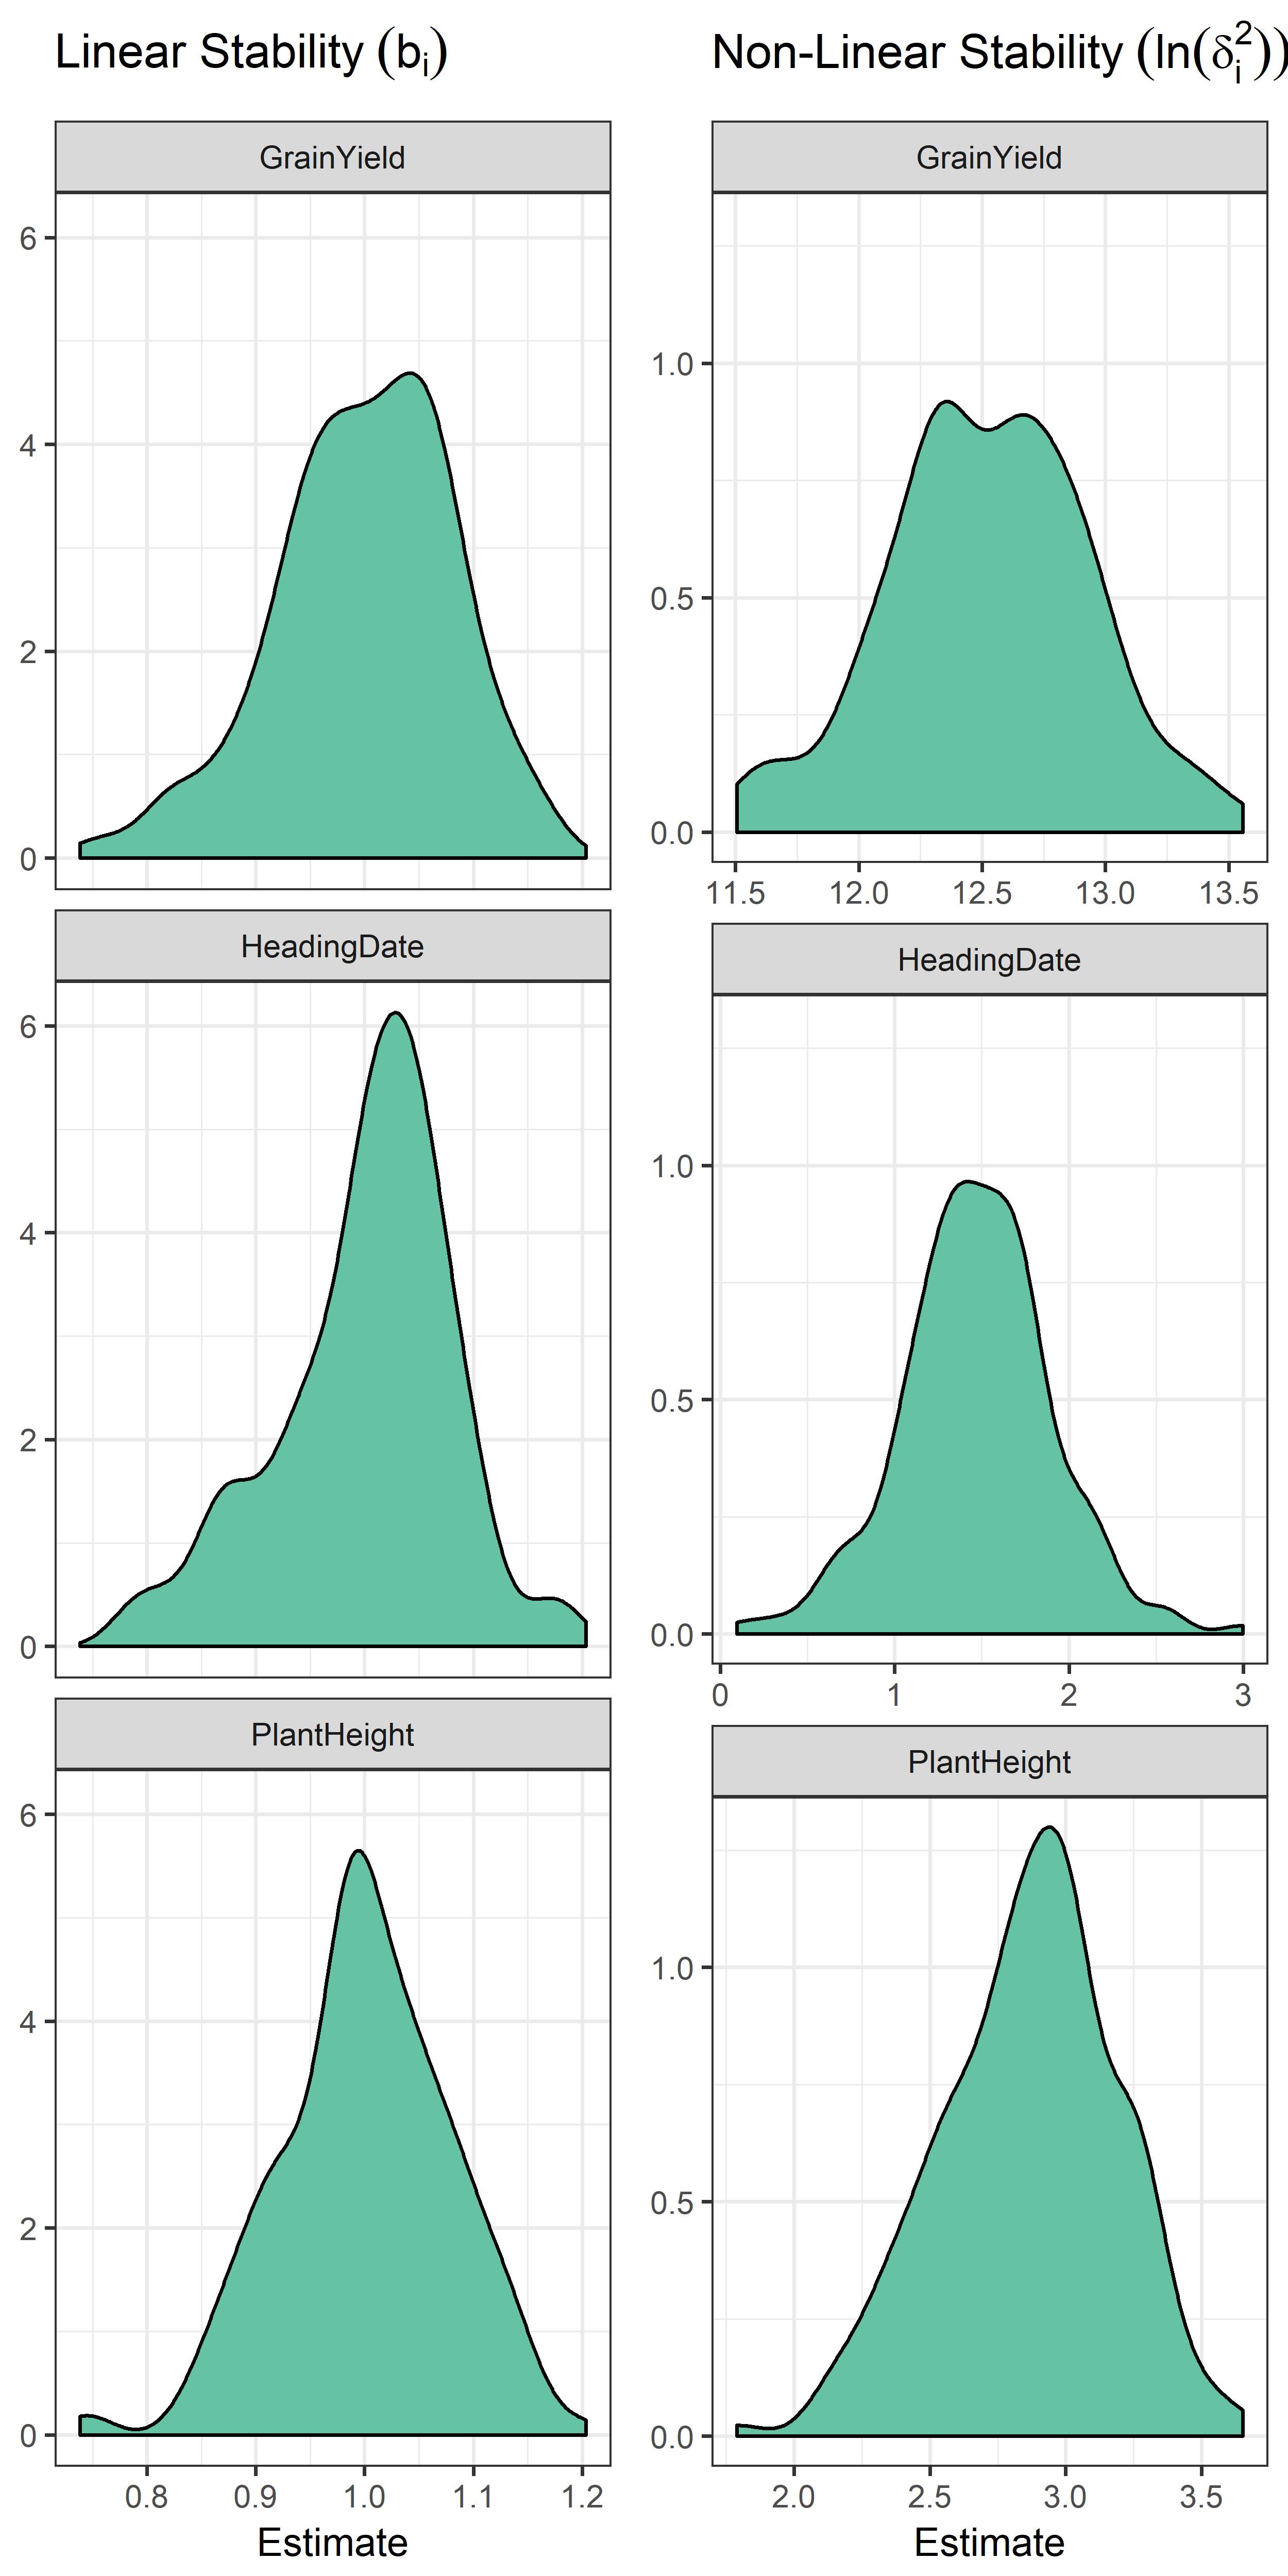 Linear Stability (bᵢ)
GrainYield
6
4
2
0
HeadingDate
6
4
2
0
PlantHeight
6
4
2
0
0.8 0.9 1.0 1.1 1.2
Estimate
Non-Linear Stability (ln(δᵢ²))
GrainYield
1.0
0.5
0.0
11.5 12.0 12.5 13.0 13.5
HeadingDate
1.0
0.5
0.0
0 1 2 3
PlantHeight
1.0
0.5
0.0
2.0 2.5 3.0 3.5
Estimate